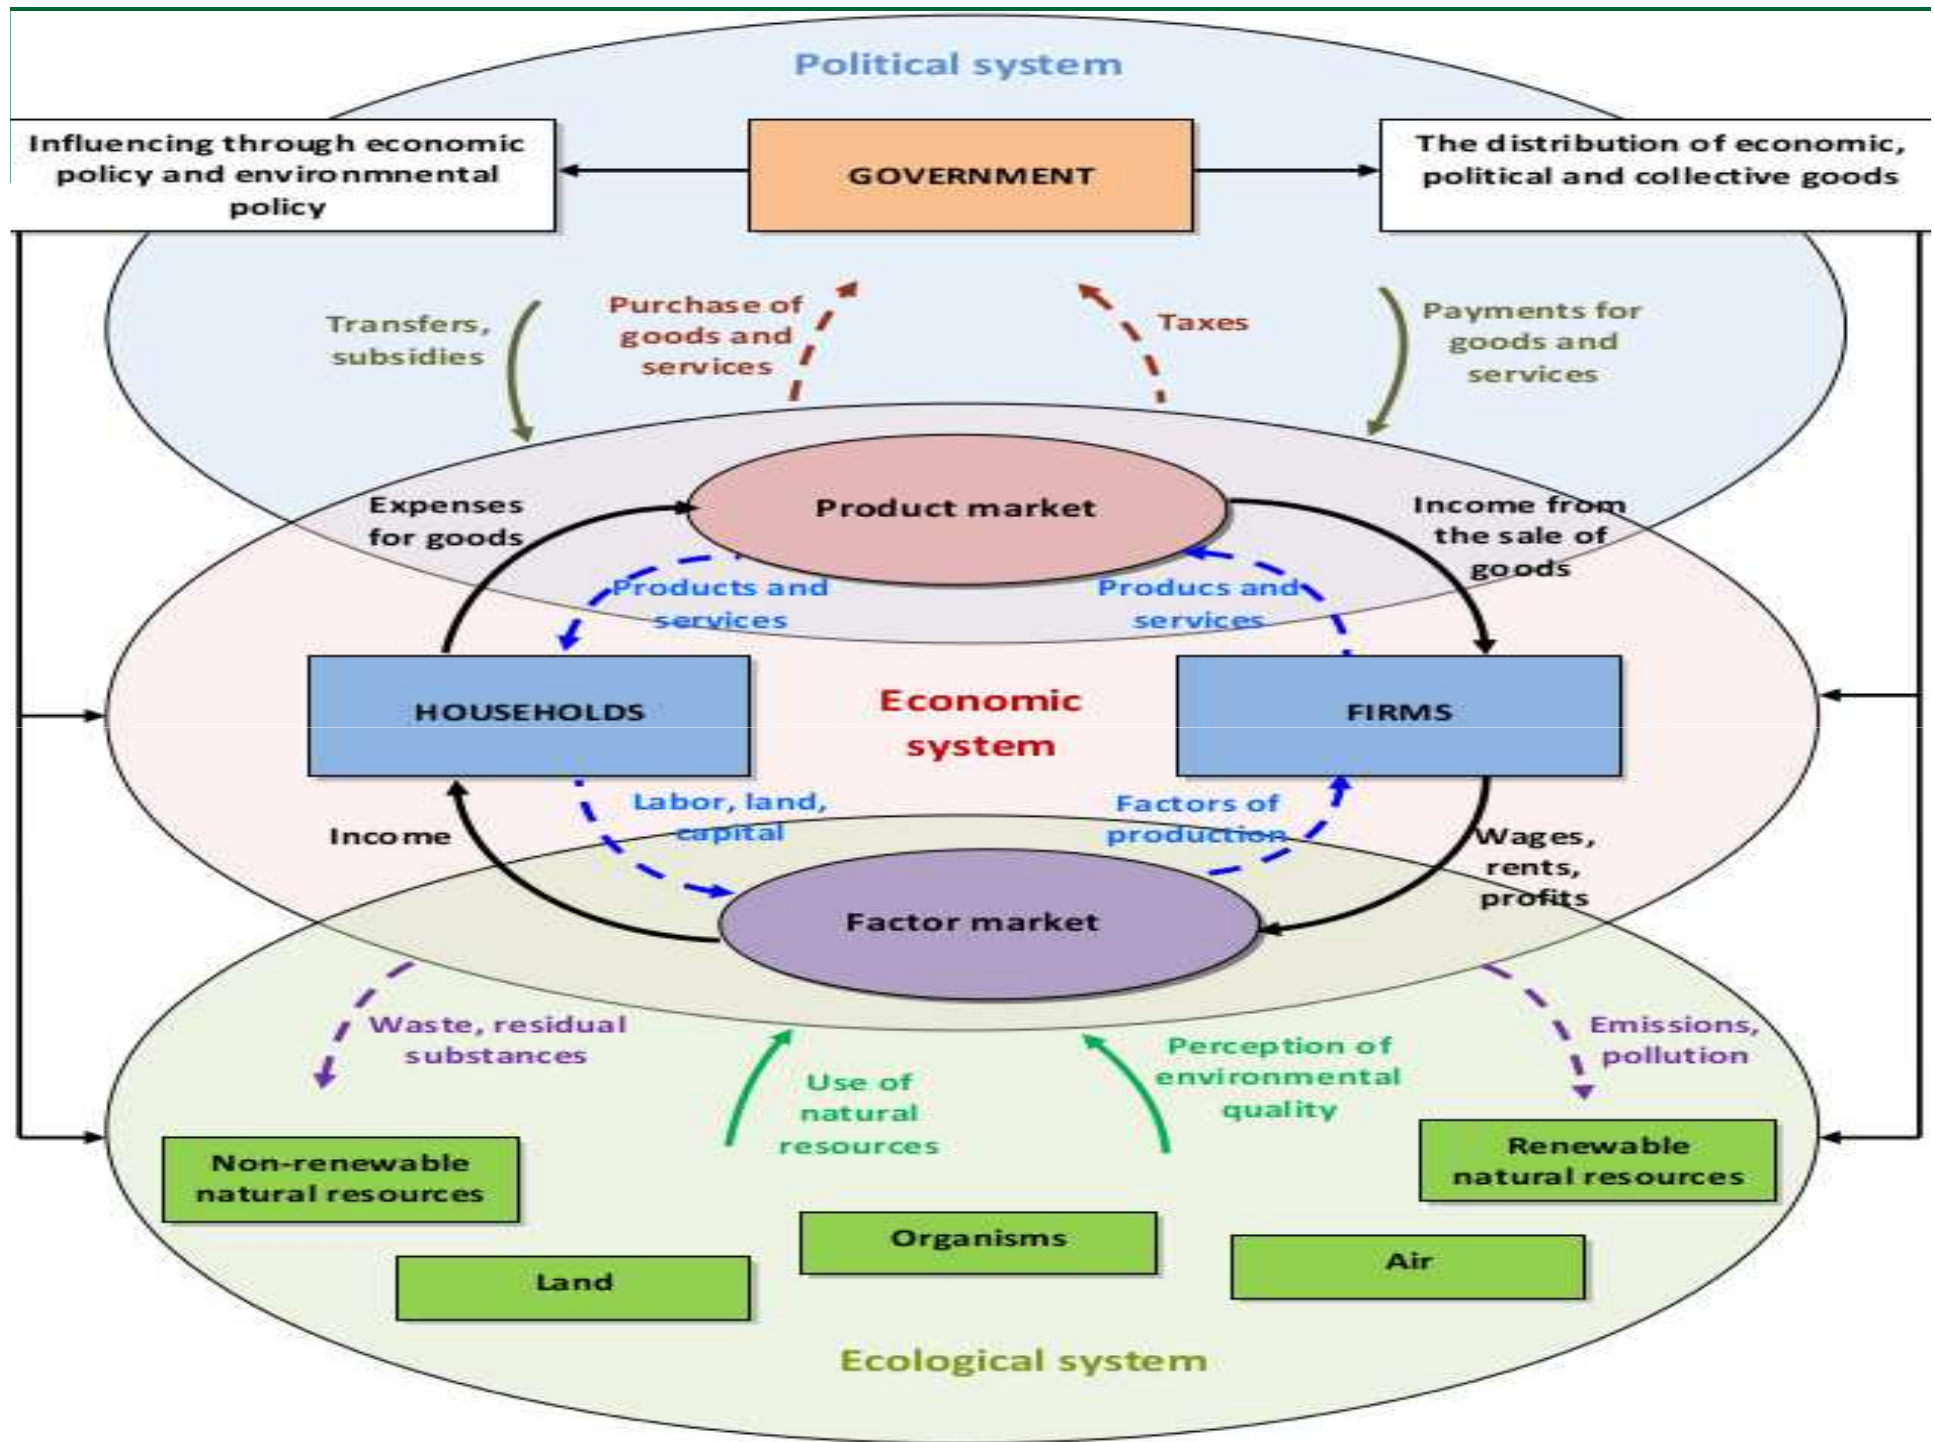 Political system
Influencing through economic
policy and environmnental
policy
GOVERNMENT
The distribution of economic,
political and collective goods
Transfers,
subsidies
Purchase of
goods and
services
Taxes
Payments for
goods and
services
Expenses
for goods
Product market
Income from
the sale of
goods
Products and
services
Producs and
services
HOUSEHOLDS
Economic
system
FIRMS
Income
Labor, land,
capital
Factors of
production
Wages,
rents,
profits
Factor market
Waste, residual
substances
Use of
natural
resources
Perception of
environmental
quality
Emissions,
pollution
Non-renewable
natural resources
Renewable
natural resources
Land
Organisms
Air
Ecological system